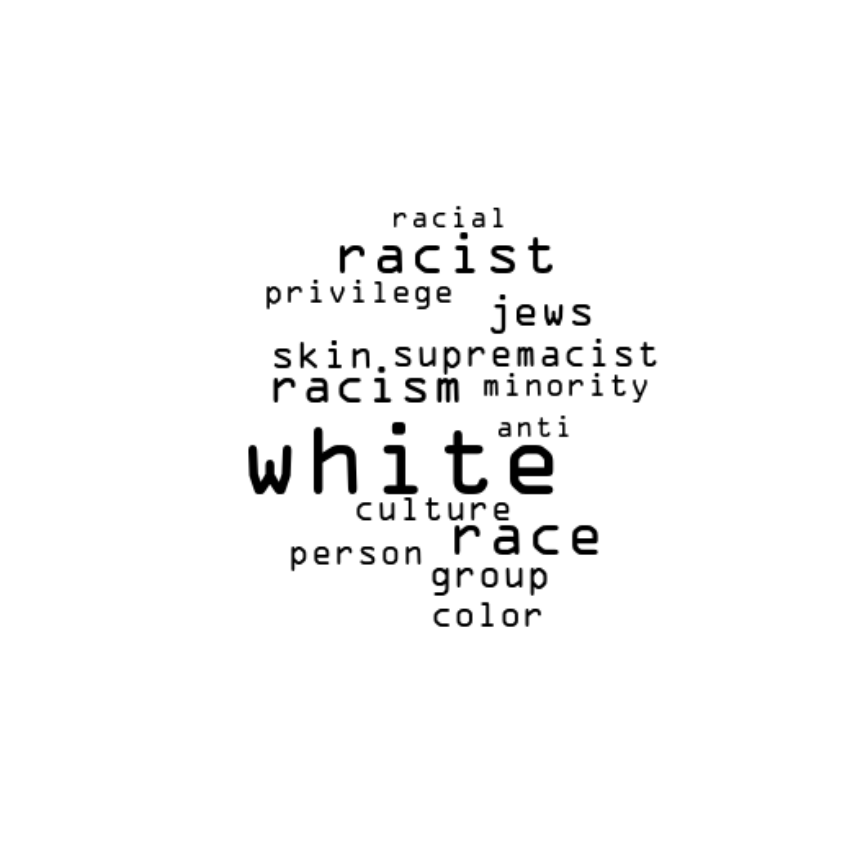 racial
racist
privilege
jews
skin supremacist
racism minority
anti
white
culture
race
person
group
color